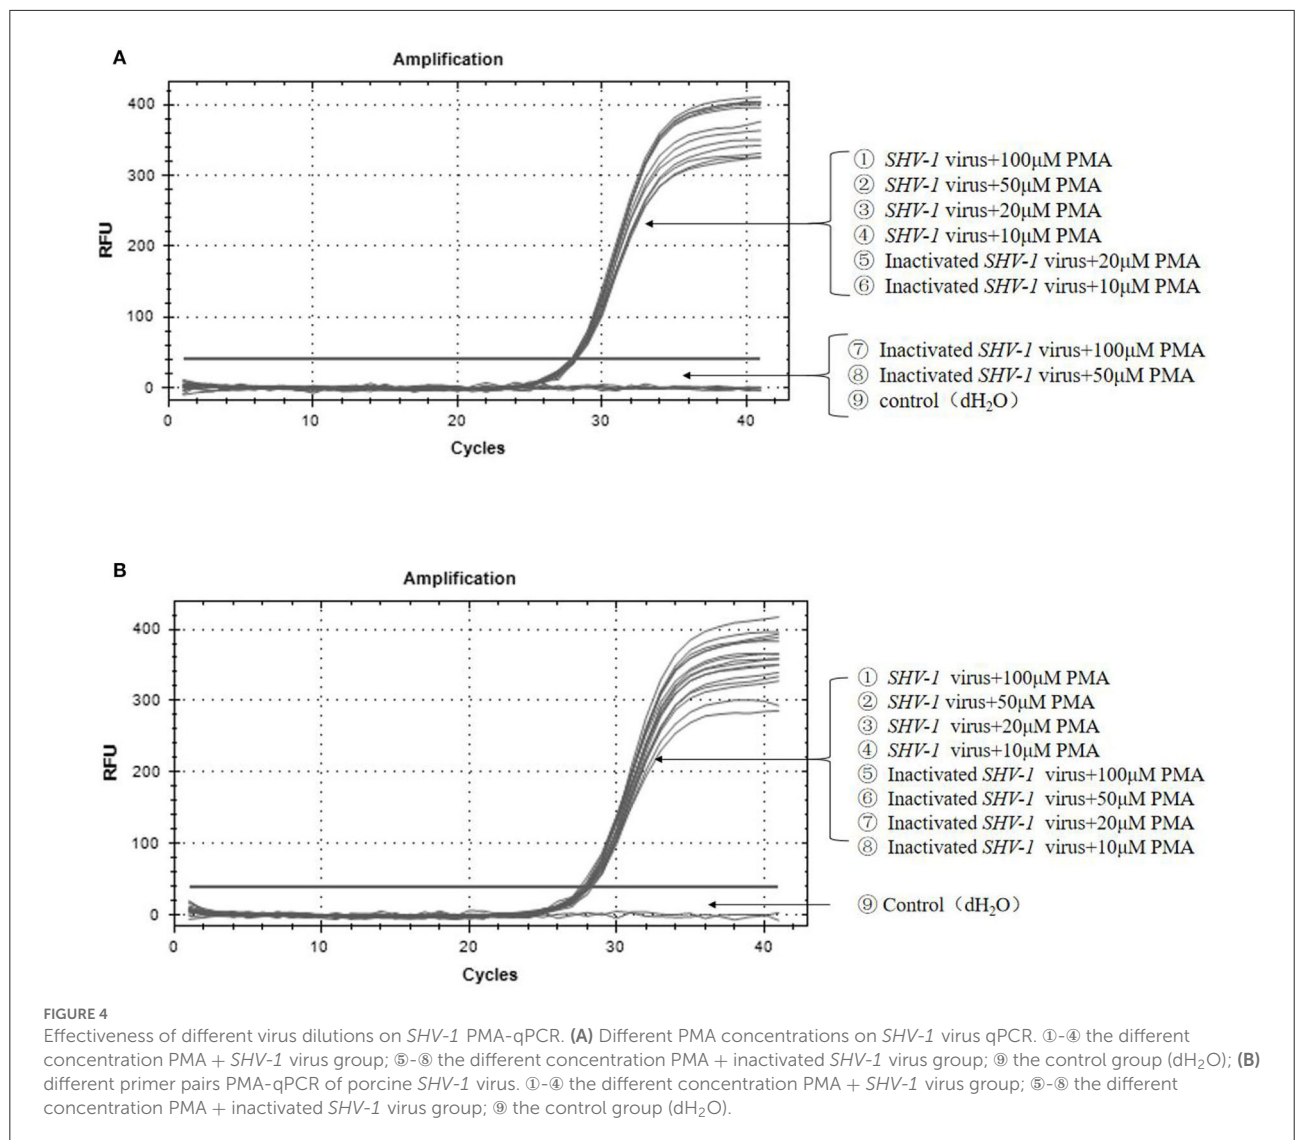 A
Amplification
400
300
200
100
0
RFU
0 10 20 30 40
Cycles
① SHV-1 virus+100μM PMA
② SHV-1 virus+50μM PMA
③ SHV-1 virus+20μM PMA
④ SHV-1 virus+10μM PMA
⑤ Inactivated SHV-1 virus+20μM PMA
⑥ Inactivated SHV-1 virus+10μM PMA
⑦ Inactivated SHV-1 virus+100μM PMA
⑧ Inactivated SHV-1 virus+50μM PMA
⑨ control（dH₂O）
B
Amplification
400
300
200
100
0
RFU
0 10 20 30 40
Cycles
① SHV-1 virus+100μM PMA
② SHV-1 virus+50μM PMA
③ SHV-1 virus+20μM PMA
④ SHV-1 virus+10μM PMA
⑤ Inactivated SHV-1 virus+100μM PMA
⑥ Inactivated SHV-1 virus+50μM PMA
⑦ Inactivated SHV-1 virus+20μM PMA
⑧ Inactivated SHV-1 virus+10μM PMA
⑨ Control（dH₂O）
FIGURE 4
Effectiveness of different virus dilutions on SHV-1 PMA-qPCR. (A) Different PMA concentrations on SHV-1 virus qPCR. ①-④ the different
concentration PMA + SHV-1 virus group; ⑤-⑧ the different concentration PMA + inactivated SHV-1 virus group; ⑨ the control group (dH₂O); (B)
different primer pairs PMA-qPCR of porcine SHV-1 virus. ①-④ the different concentration PMA + SHV-1 virus group; ⑤-⑧ the different
concentration PMA + inactivated SHV-1 virus group; ⑨ the control group (dH₂O).